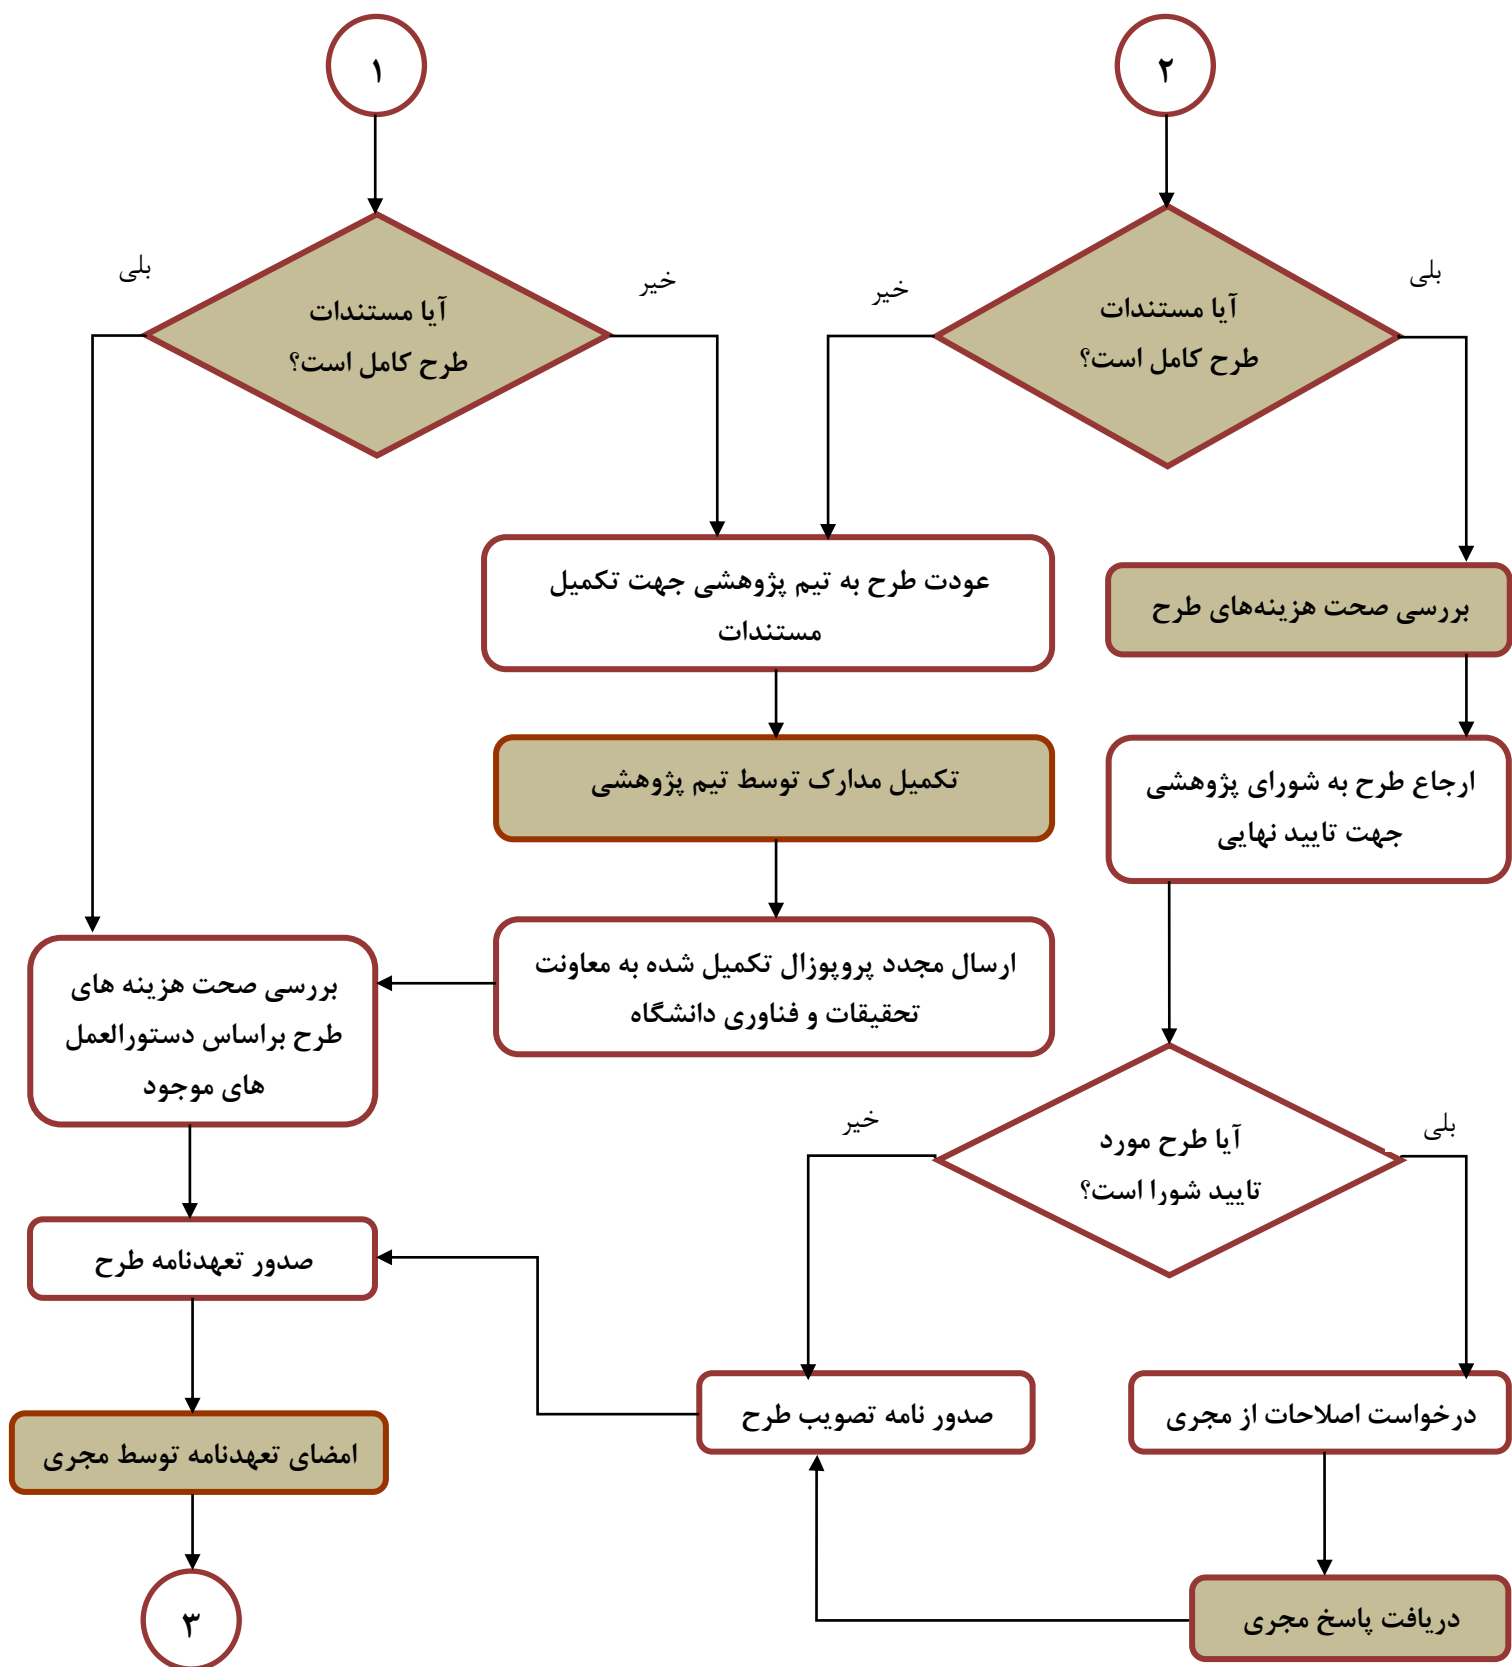 ۲
۱
بلی
خیر
خیر
بلی
آیا مستندات
طرح کامل است؟
آیا مستندات
طرح کامل است؟
عودت طرح به تیم پژوهشی جهت تکمیل
مستندات
بررسی صحت هزینه‌های طرح
تکمیل مدارک توسط تیم پژوهشی
ارجاع طرح به شورای پژوهشی
جهت تایید نهایی
ارسال مجدد پروپوزال تکمیل شده به معاونت
تحقیقات و فناوری دانشگاه
بررسی صحت هزینه های
طرح براساس دستورالعمل
های موجود
بلی
خیر
آیا طرح مورد
تایید شورا است؟
صدور تعهدنامه طرح
درخواست اصلاحات از مجری
صدور نامه تصویب طرح
امضای تعهدنامه توسط مجری
دریافت پاسخ مجری
۳